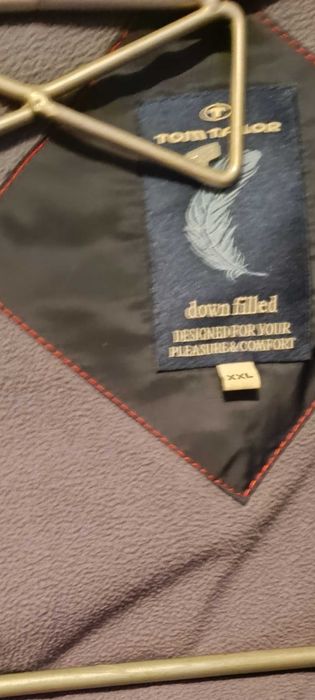 T
TOM TAILOR
down filled
DESIGNED FOR YOUR
PLEASURE & COMFORT
XXL